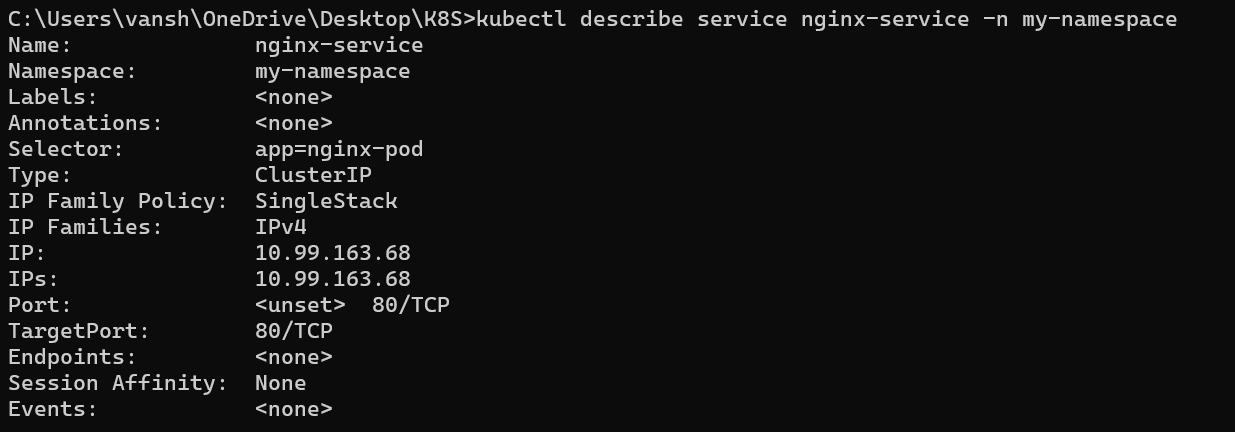 C:\Users\vansh\OneDrive\Desktop\K8S>kubectl describe service nginx-service -n my-namespace
Name:              nginx-service
Namespace:         my-namespace
Labels:            <none>
Annotations:       <none>
Selector:          app=nginx-pod
Type:              ClusterIP
IP Family Policy:  SingleStack
IP Families:       IPv4
IP:                10.99.163.68
IPs:               10.99.163.68
Port:              <unset>  80/TCP
TargetPort:        80/TCP
Endpoints:         <none>
Session Affinity:  None
Events:            <none>